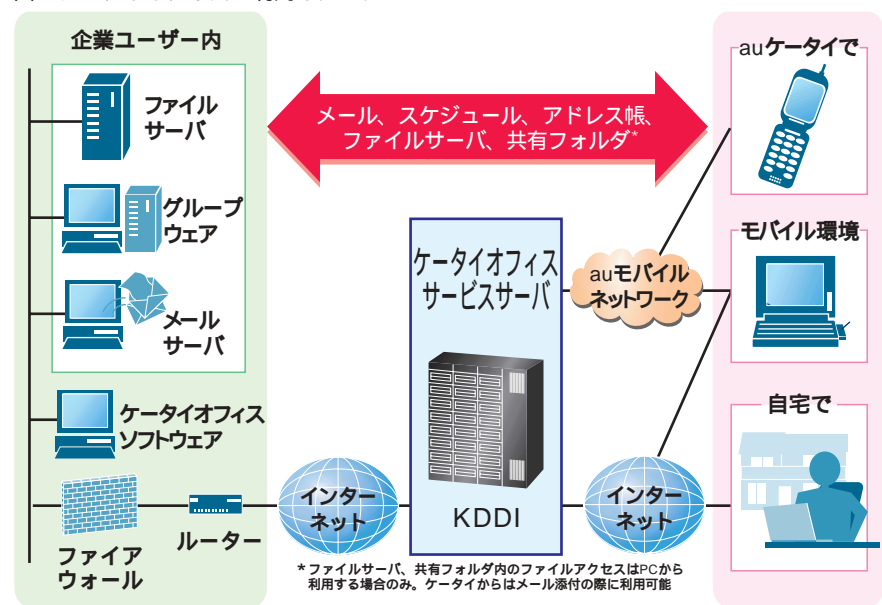 企業ユーザー内
ファイル
サーバ
グループ
ウェア
メール
サーバ
ケータイオフィス
ソフトウェア
ファイア
ウォール
ルーター
インター
ネット
メール、スケジュール、アドレス帳、
ファイルサーバ、共有フォルダ*
ケータイオフィス
サービスサーバ
KDDI
auモバイル
ネットワーク
インター
ネット
auケータイで
モバイル環境
自宅で
*ファイルサーバ、共有フォルダ内のファイルアクセスはPCから
利用する場合のみ。ケータイからはメール添付の際に利用可能